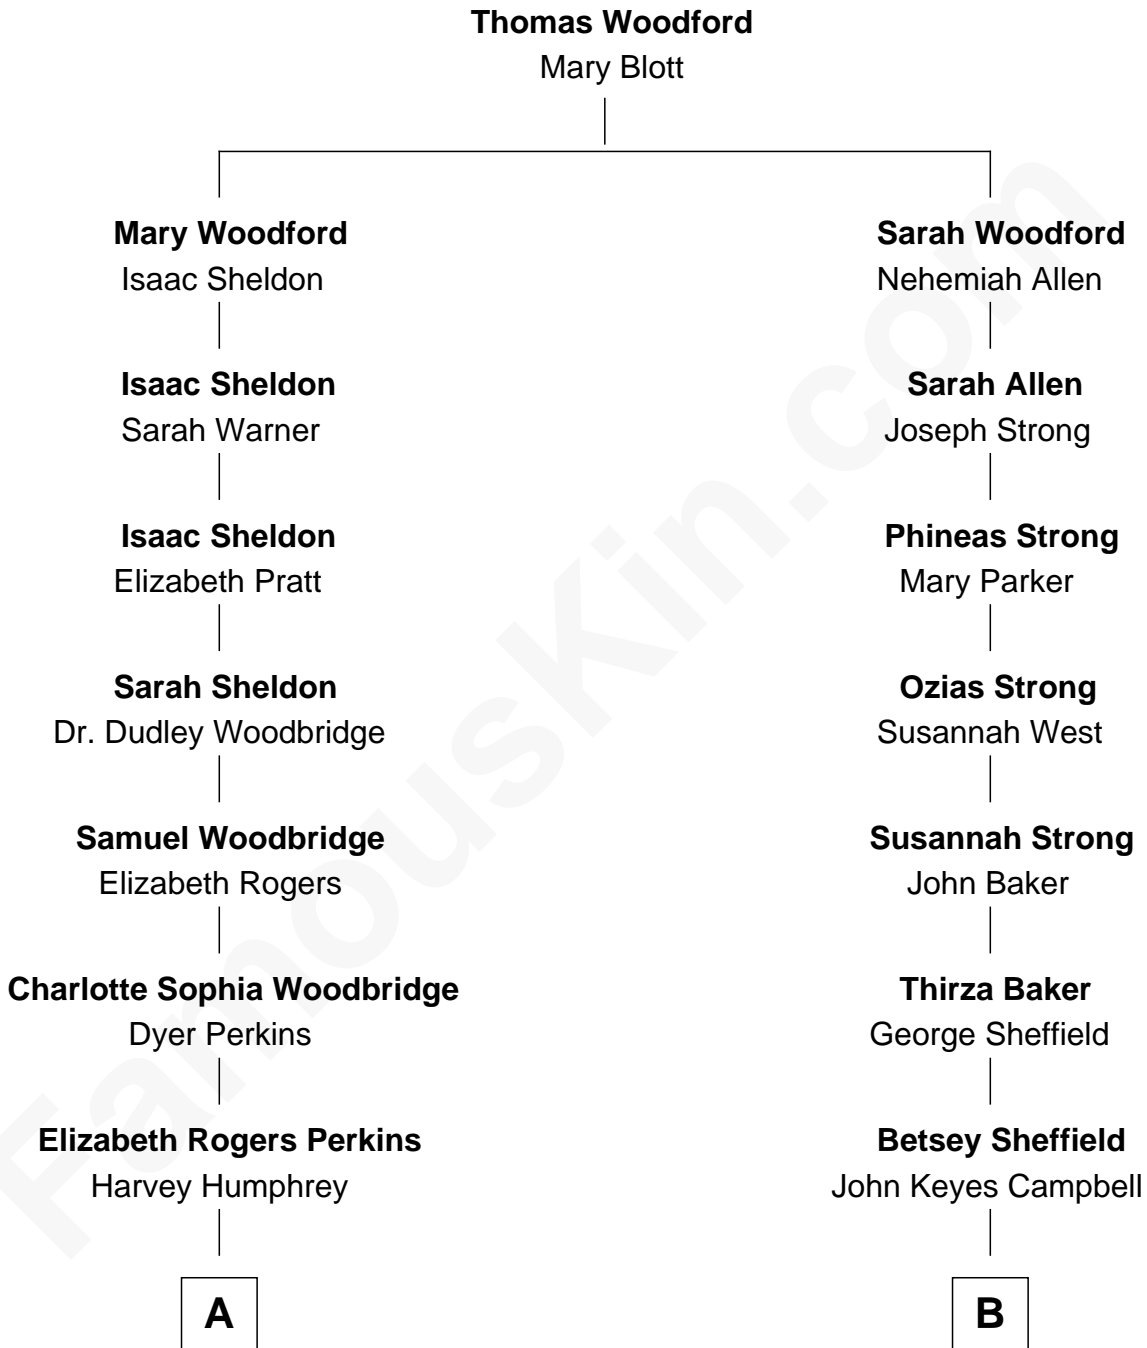 Thomas Woodford
Mary Blott
Mary Woodford
Isaac Sheldon
Sarah Woodford
Nehemiah Allen
Isaac Sheldon
Sarah Warner
Sarah Allen
Joseph Strong
Isaac Sheldon
Elizabeth Pratt
Phineas Strong
Mary Parker
Sarah Sheldon
Dr. Dudley Woodbridge
Ozias Strong
Susannah West
Samuel Woodbridge
Elizabeth Rogers
Susannah Strong
John Baker
Charlotte Sophia Woodbridge
Dyer Perkins
Thirza Baker
George Sheffield
Elizabeth Rogers Perkins
Harvey Humphrey
Betsey Sheffield
John Keyes Campbell
A
B
FamousKin.com